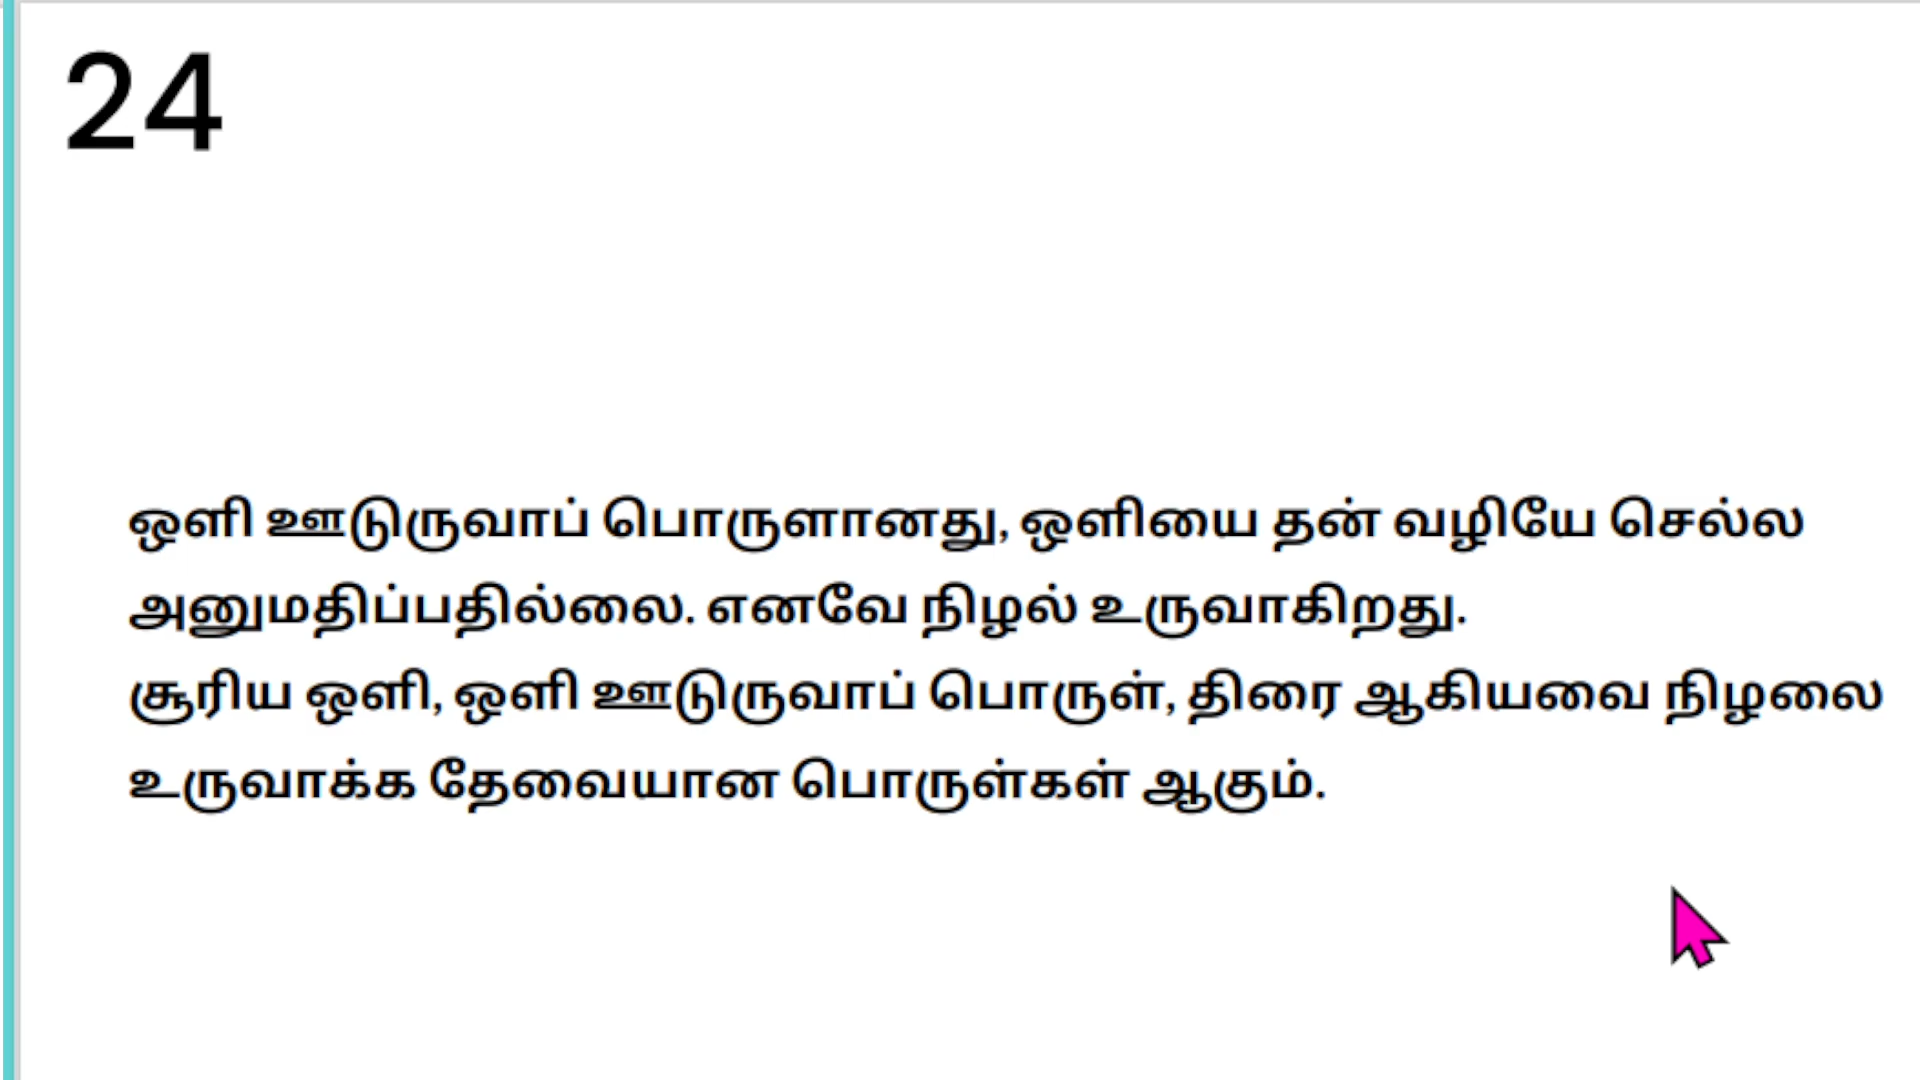 24
ஒளி ஊடுருவாப் பொருளானது, ஒளியை தன் வழியே செல்ல
அனுமதிப்பதில்லை. எனவே நிழல் உருவாகிறது.
சூரிய ஒளி, ஒளி ஊடுருவாப் பொருள், திரை ஆகியவை நிழலை
உருவாக்க தேவையான பொருள்கள் ஆகும்.